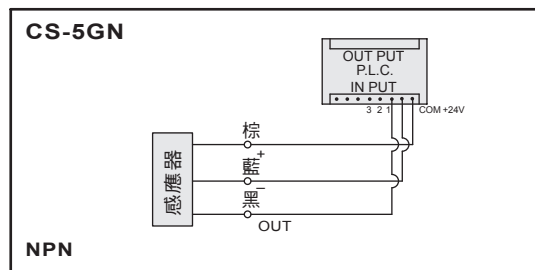 CS-5GN
OUT PUT
P.L.C.
IN PUT
3 2 1 COM +24V
棕
+
藍
−
黑
OUT
感應器
NPN